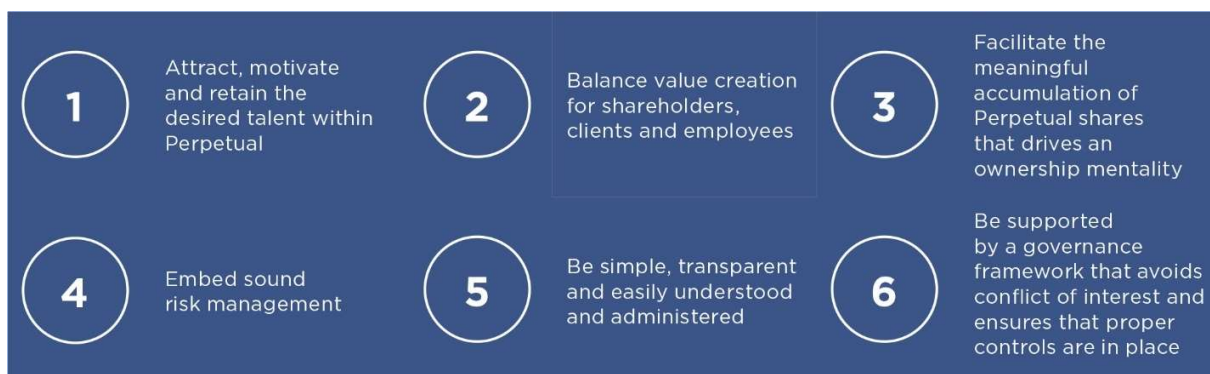 1
Attract, motivate
and retain the
desired talent within
Perpetual
2
Balance value creation
for shareholders,
clients and employees
3
Facilitate the
meaningful
accumulation of
Perpetual shares
that drives an
ownership mentality
4
Embed sound
risk management
5
Be simple, transparent
and easily understood
and administered
6
Be supported
by a governance
framework that avoids
conflict of interest and
ensures that proper
controls are in place